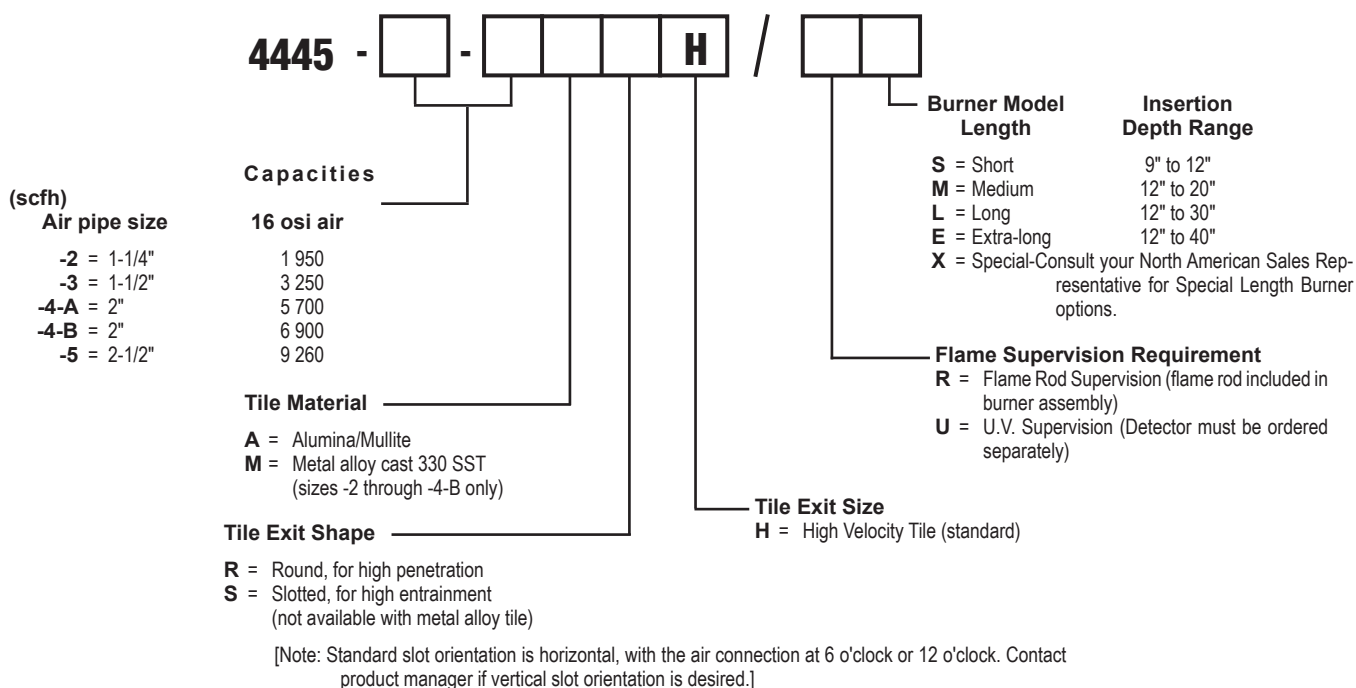 4445 - - H /
Burner Model Length Insertion Depth Range
S = Short 9" to 12"
M = Medium 12" to 20"
L = Long 12" to 30"
E = Extra-long 12" to 40"
X = Special-Consult your North American Sales Rep-
resentative for Special Length Burner
options.
Capacities
(scfh)
Air pipe size 16 osi air
-2 = 1-1/4" 1 950
-3 = 1-1/2" 3 250
-4-A = 2" 5 700
-4-B = 2" 6 900
-5 = 2-1/2" 9 260
Flame Supervision Requirement
R = Flame Rod Supervision (flame rod included in
burner assembly)
U = U.V. Supervision (Detector must be ordered
separately)
Tile Material
A = Alumina/Mullite
M = Metal alloy cast 330 SST
(sizes -2 through -4-B only)
Tile Exit Size
H = High Velocity Tile (standard)
Tile Exit Shape
R = Round, for high penetration
S = Slotted, for high entrainment
(not available with metal alloy tile)
[Note: Standard slot orientation is horizontal, with the air connection at 6 o'clock or 12 o'clock. Contact
product manager if vertical slot orientation is desired.]